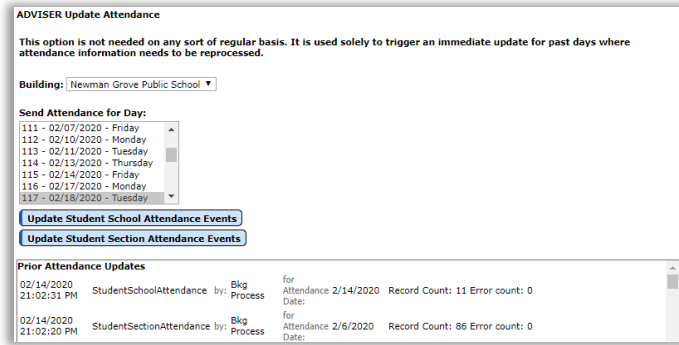 ADVISER Update Attendance
This option is not needed on any sort of regular basis. It is used solely to trigger an immediate update for past days where
attendance information needs to be reprocessed.
Building: Newman Grove Public School
Send Attendance for Day:
111 - 02/07/2020 - Friday
112 - 02/10/2020 - Monday
113 - 02/11/2020 - Tuesday
114 - 02/13/2020 - Thursday
115 - 02/14/2020 - Friday
116 - 02/17/2020 - Monday
117 - 02/18/2020 - Tuesday
Update Student School Attendance Events
Update Student Section Attendance Events
Prior Attendance Updates
02/14/2020 21:02:31 PM StudentSchoolAttendance by: Bkg Process for Attendance Date: 2/14/2020 Record Count: 11 Error count: 0
02/14/2020 21:02:20 PM StudentSectionAttendance by: Bkg Process for Attendance Date: 2/6/2020 Record Count: 86 Error count: 0